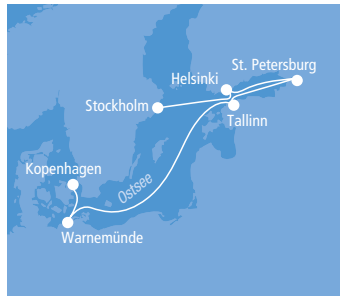 St. Petersburg
Helsinki
Stockholm
Tallinn
Kopenhagen
Ostsee
Warnemünde